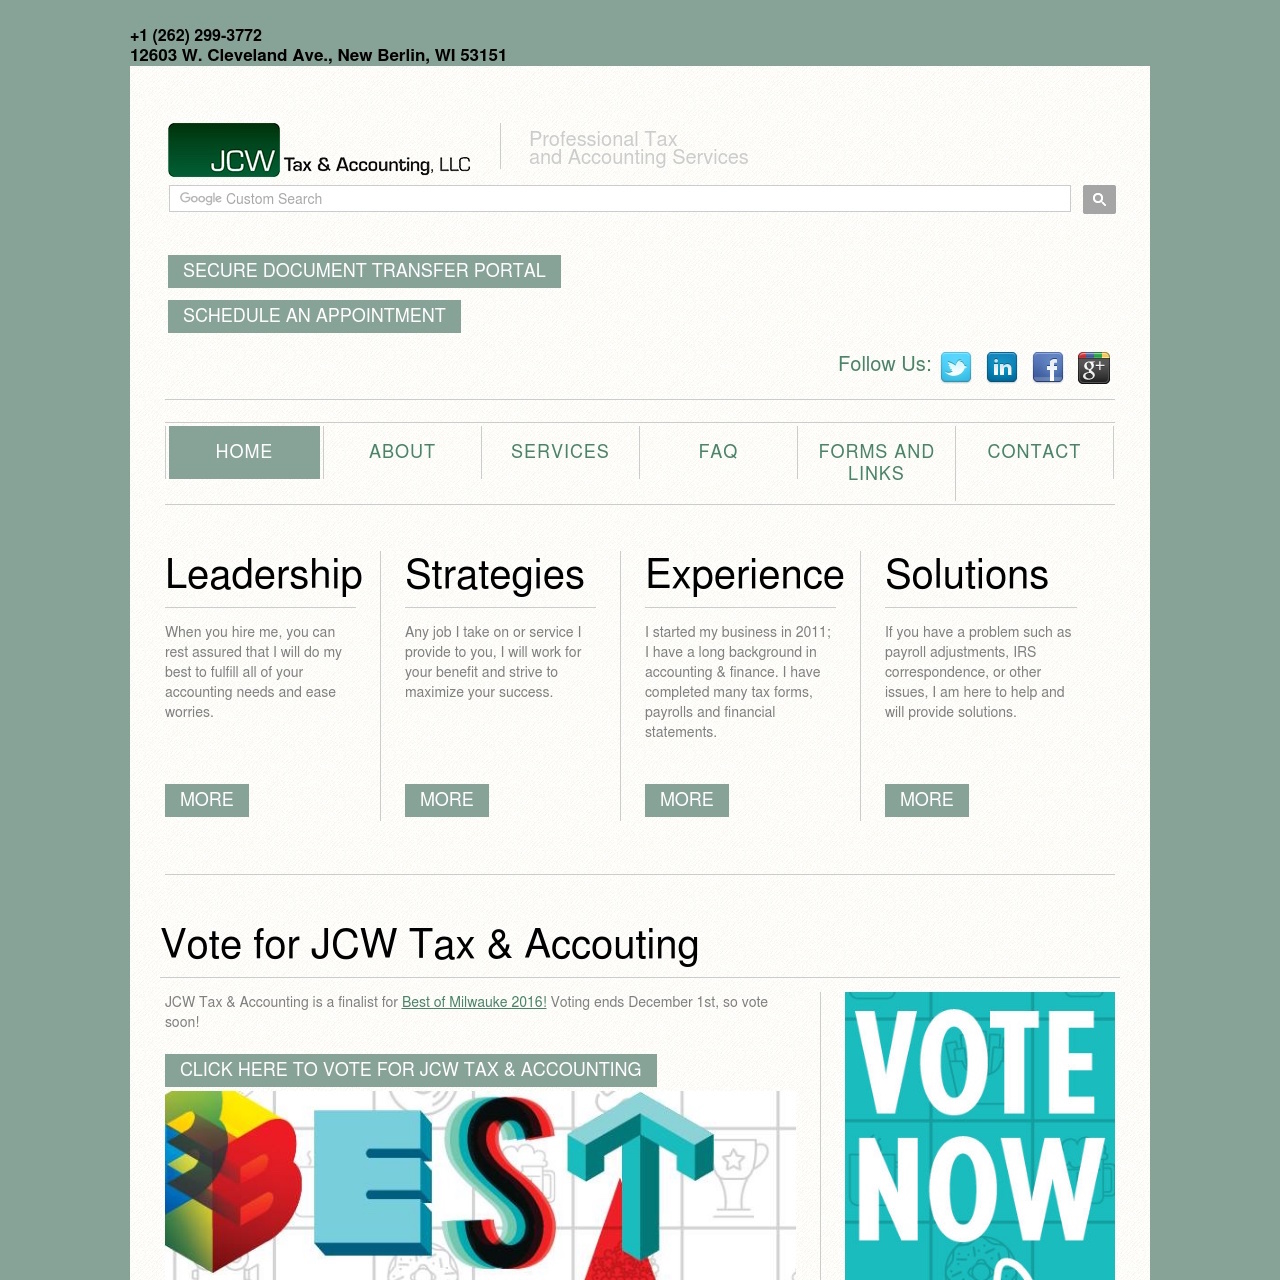 +1 (262) 299-3772
12603 W. Cleveland Ave., New Berlin, WI 53151
JCW Tax & Accounting, LLC
Professional Tax
and Accounting Services
Google Custom Search
SECURE DOCUMENT TRANSFER PORTAL
SCHEDULE AN APPOINTMENT
Follow Us:
in
f
g+
HOME
ABOUT
SERVICES
FAQ
FORMS AND
LINKS
CONTACT
Leadership
When you hire me, you can
rest assured that I will do my
best to fulfill all of your
accounting needs and ease
worries.
MORE
Strategies
Any job I take on or service I
provide to you, I will work for
your benefit and strive to
maximize your success.
MORE
Experience
I started my business in 2011;
I have a long background in
accounting & finance. I have
completed many tax forms,
payrolls and financial
statements.
MORE
Solutions
If you have a problem such as
payroll adjustments, IRS
correspondence, or other
issues, I am here to help and
will provide solutions.
MORE
Vote for JCW Tax & Accouting
JCW Tax & Accounting is a finalist for Best of Milwauke 2016! Voting ends December 1st, so vote
soon!
CLICK HERE TO VOTE FOR JCW TAX & ACCOUNTING
BEST
VOTE
NOW